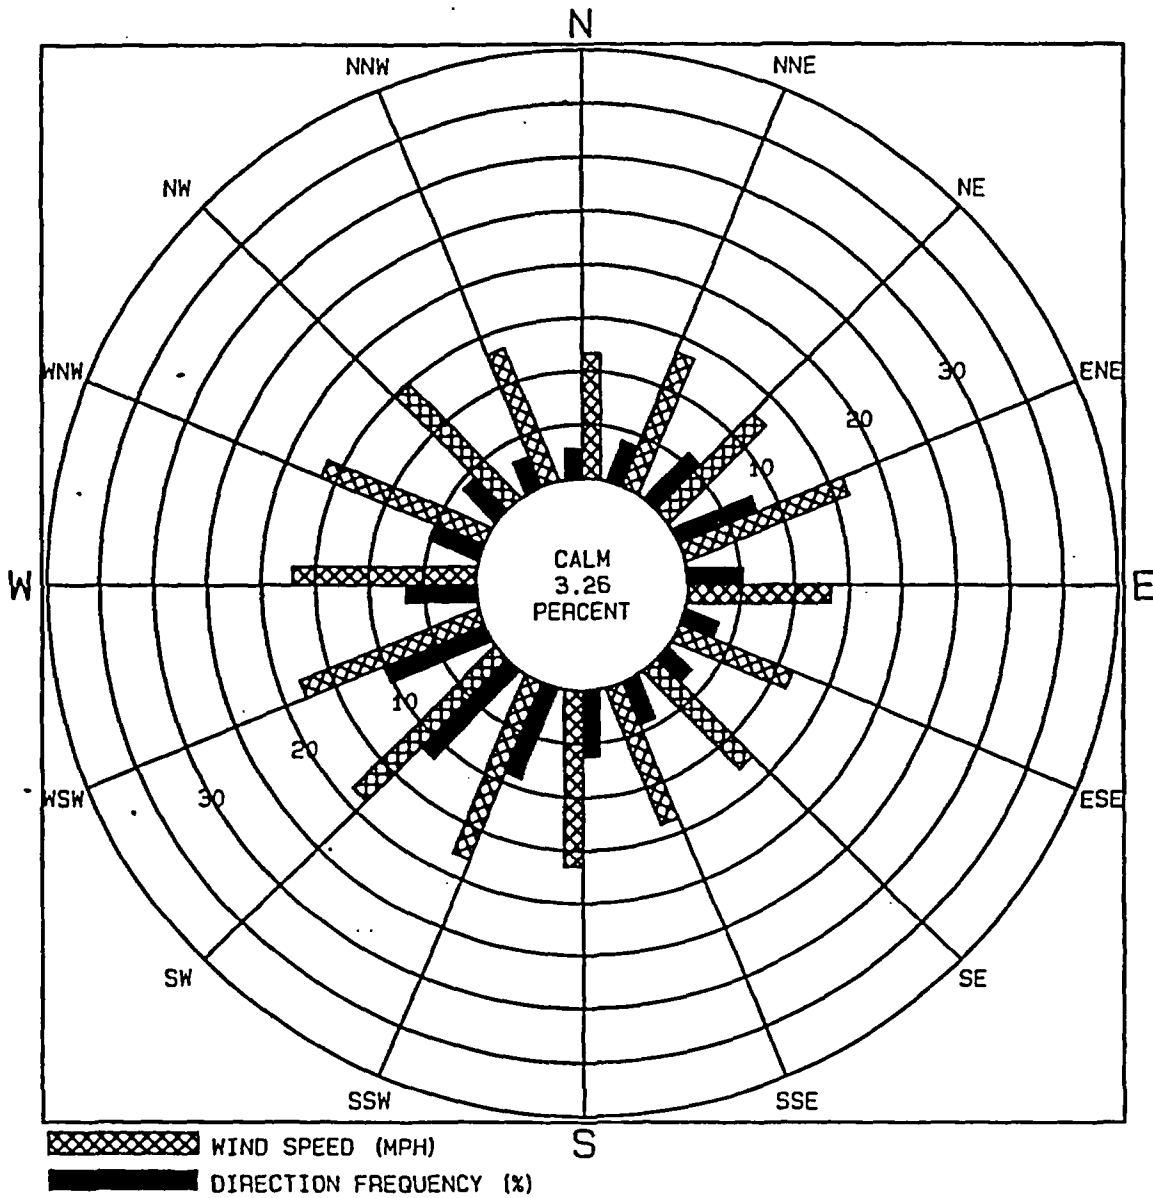 N
NNW
NNE
NW
NE
WNW
30
ENE
20
10
CALM
3.26
PERCENT
W
E
10
20
WSW
30
ESE
SW
SE
SSW
SSE
S
WIND SPEED (MPH)
DIRECTION FREQUENCY (%)